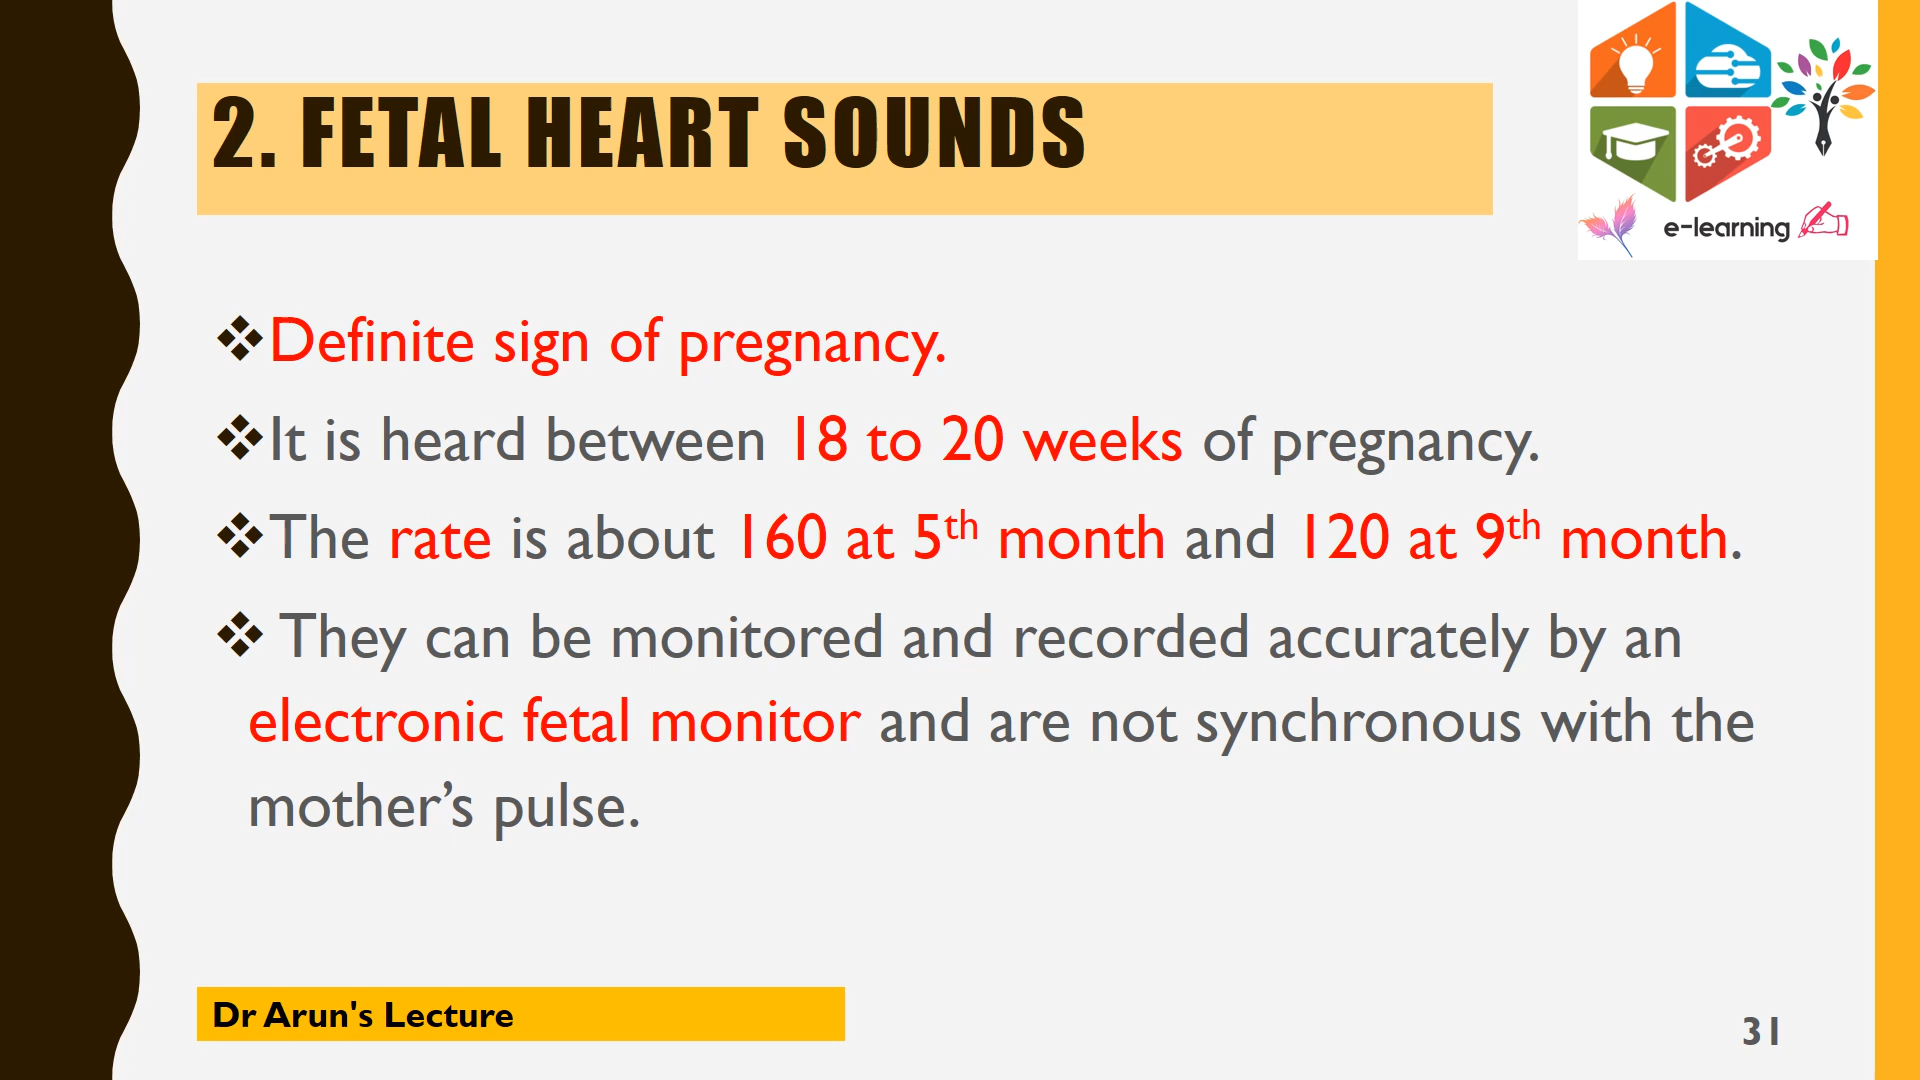 2. FETAL HEART SOUNDS
e-learning
❖Definite sign of pregnancy.
❖It is heard between 18 to 20 weeks of pregnancy.
❖The rate is about 160 at 5th month and 120 at 9th month.
❖ They can be monitored and recorded accurately by an
electronic fetal monitor and are not synchronous with the
mother’s pulse.
Dr Arun's Lecture
31